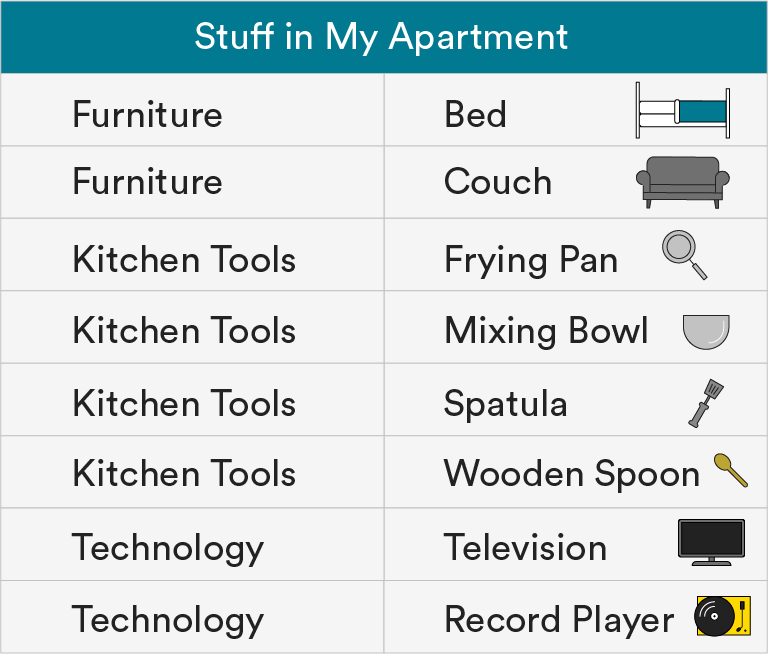 Stuff in My Apartment
Furniture Bed
Furniture Couch
Kitchen Tools Frying Pan
Kitchen Tools Mixing Bowl
Kitchen Tools Spatula
Kitchen Tools Wooden Spoon
Technology Television
Technology Record Player